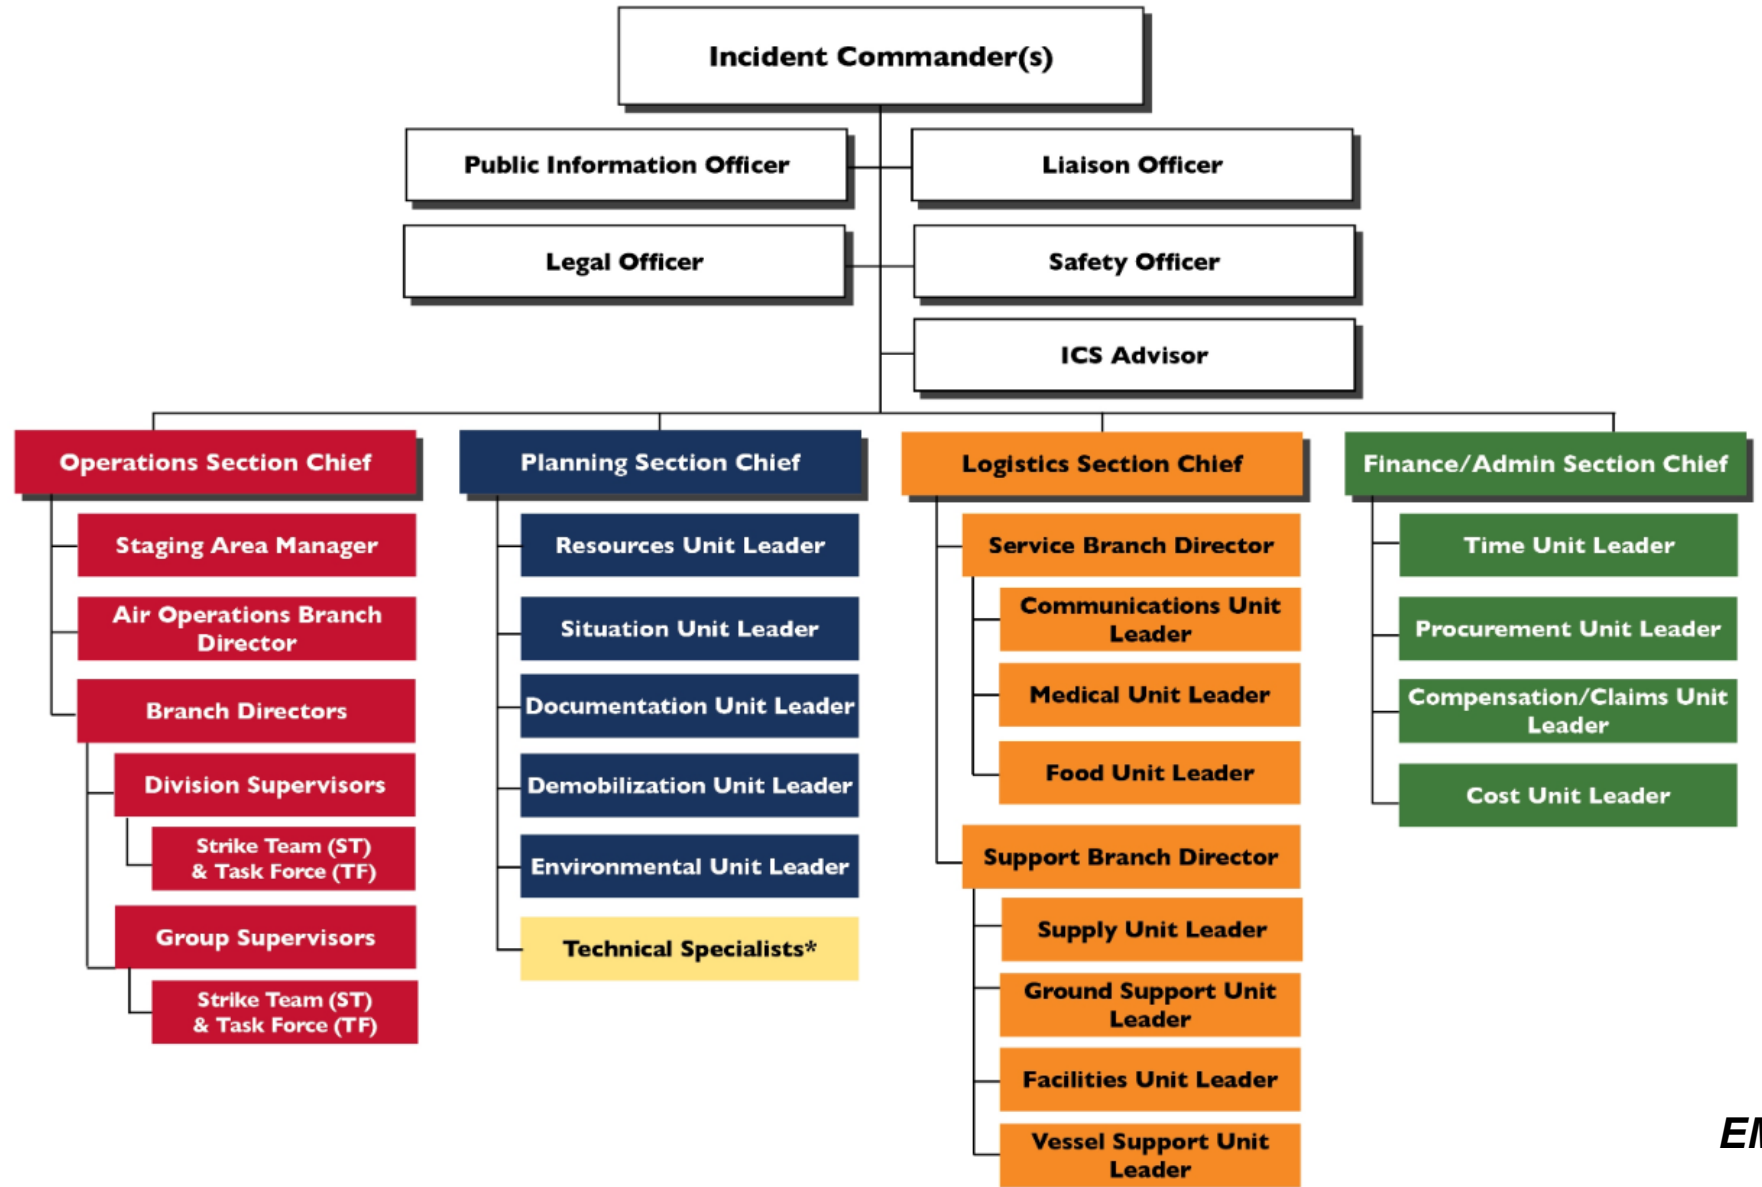 Incident Commander(s)
Public Information Officer
Liaison Officer
Legal Officer
Safety Officer
ICS Advisor
Operations Section Chief
Staging Area Manager
Air Operations Branch
Director
Branch Directors
Division Supervisors
Strike Team (ST)
& Task Force (TF)
Group Supervisors
Strike Team (ST)
& Task Force (TF)
Planning Section Chief
Resources Unit Leader
Situation Unit Leader
Documentation Unit Leader
Demobilization Unit Leader
Environmental Unit Leader
Technical Specialists*
Logistics Section Chief
Service Branch Director
Communications Unit
Leader
Medical Unit Leader
Food Unit Leader
Support Branch Director
Supply Unit Leader
Ground Support Unit
Leader
Facilities Unit Leader
Vessel Support Unit
Leader
Finance/Admin Section Chief
Time Unit Leader
Procurement Unit Leader
Compensation/Claims Unit
Leader
Cost Unit Leader